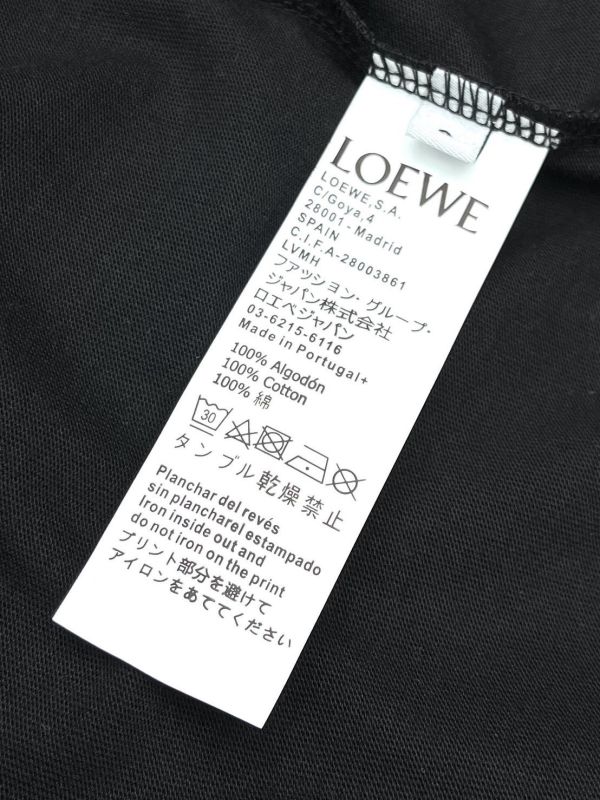 LOEWE
LOEWE,S.A.
C/Goya,4
28001 - Madrid
SPAIN
C.I.F.A-28003861
LVMH
ファッション・グループ・
ジャパン株式会社
ロエベジャパン
03-6215-6116
Made in Portugal+
100% Algodón
100% Cotton
100% 綿
30
タンブル乾燥禁止
Planchar del revés
sin plancharel estampado
Iron inside out and
do not iron on the print
プリント部分を避けて
アイロンをあててください